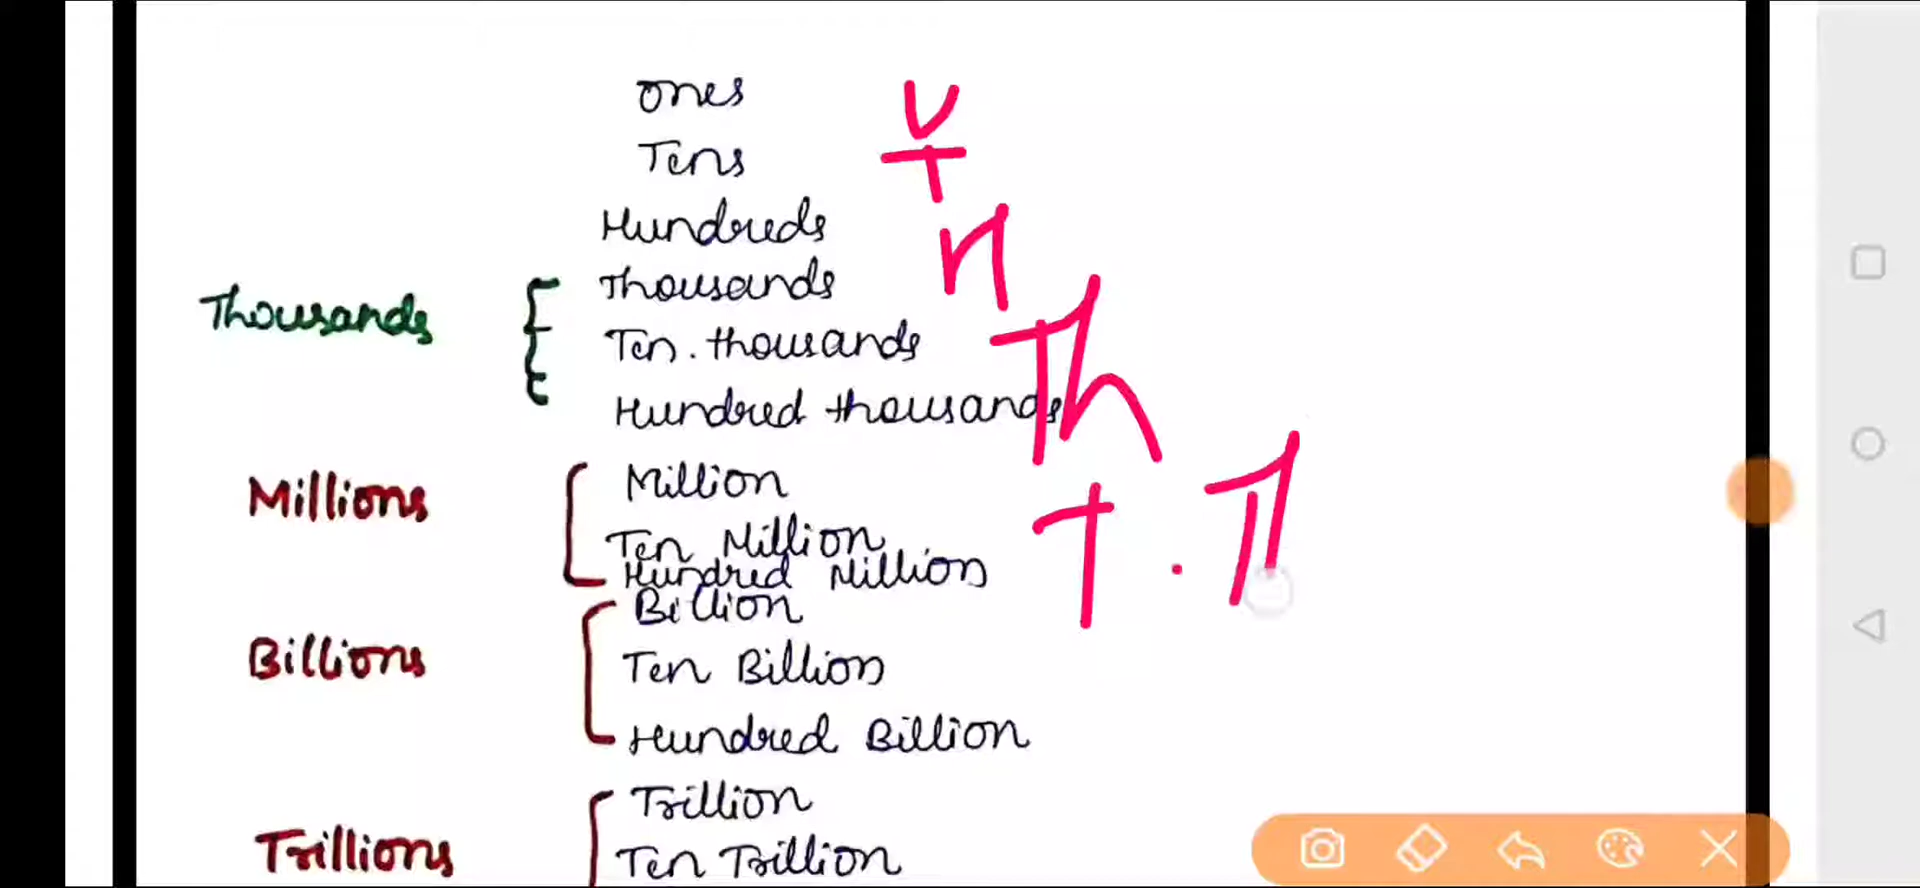 Ones
U
Tens
T
Hundreds
H
Thousands
Thousands
Th
Ten. thousands
Hundred thousands
Millions
Million
T.
Ten Million
Hundred Million
Billions
Billion
Ten Billion
Hundred Billion
Trillion
Trillions
Ten Trillion